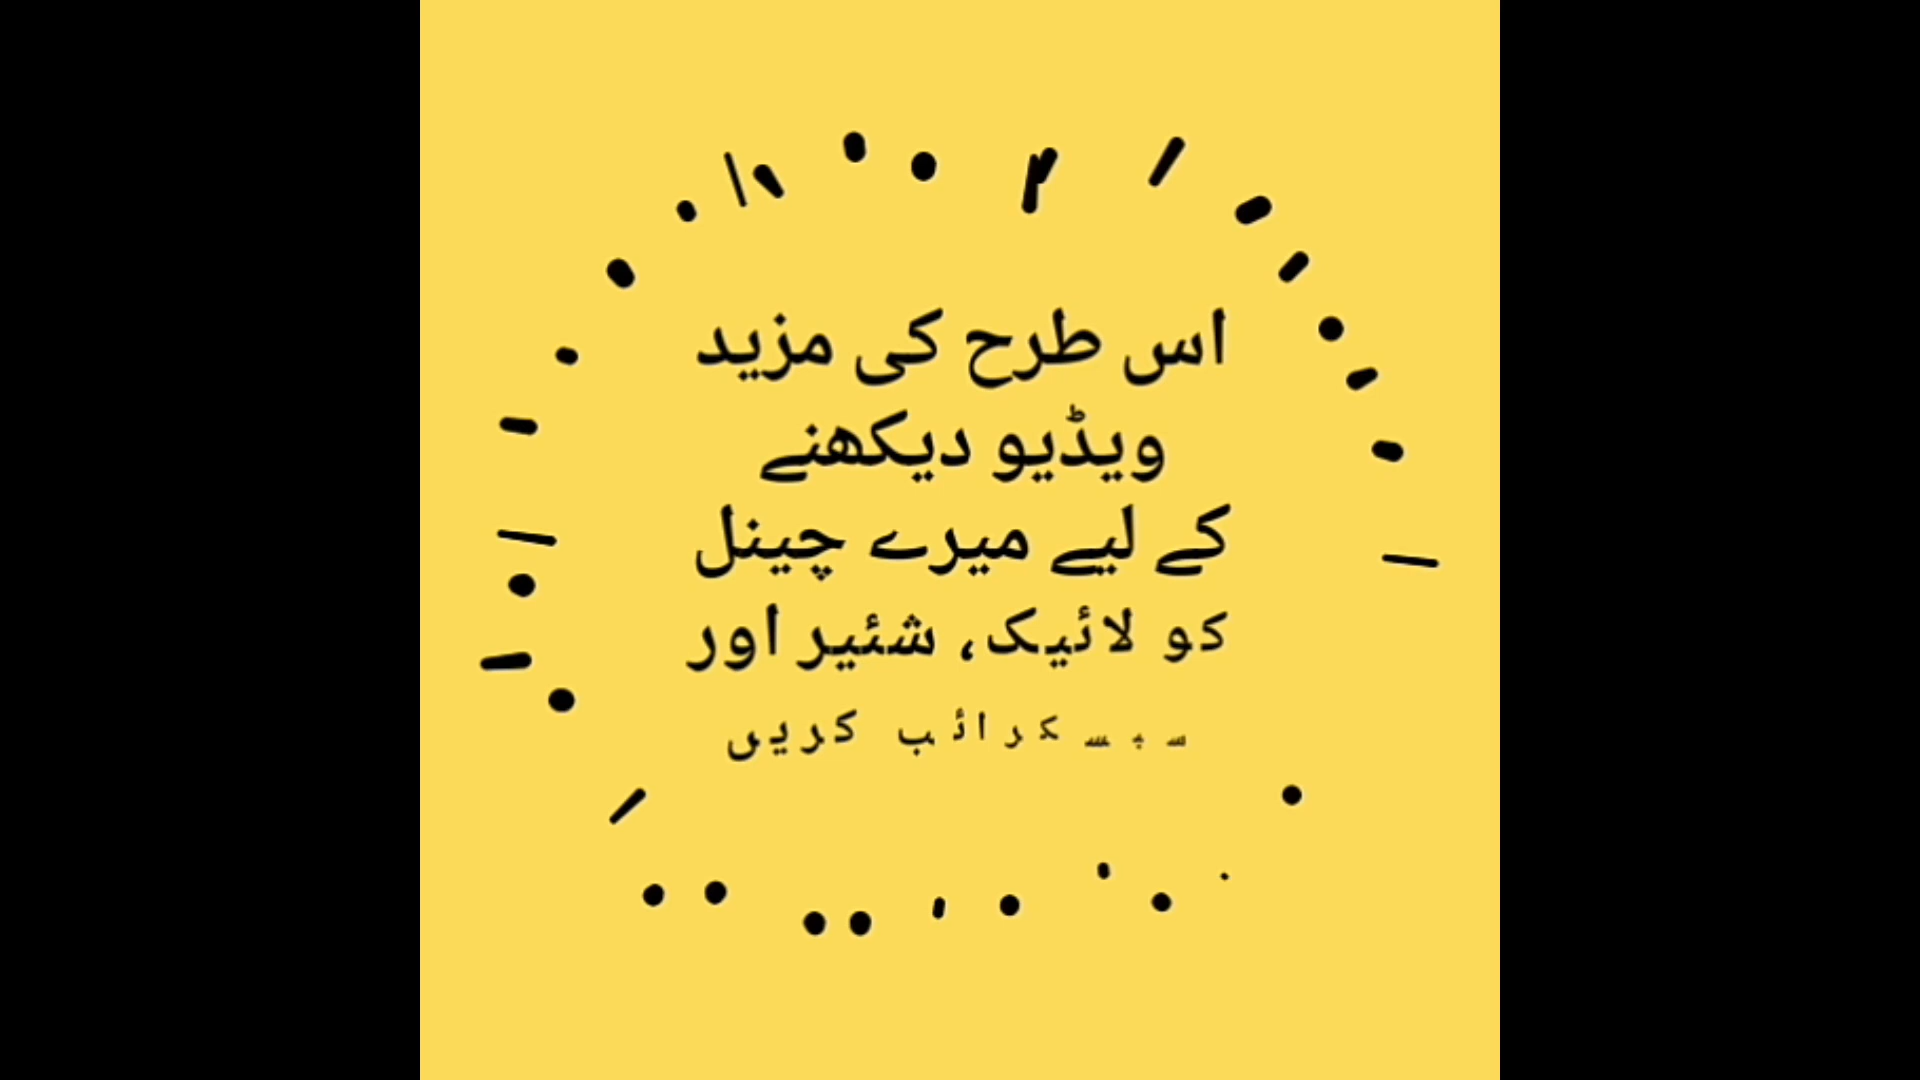 اس طرح کی مزید
ویڈیو دیکھنے
کے لیے میرے چینل
کو لائیک، شئیر اور
سبسکرائب کریں